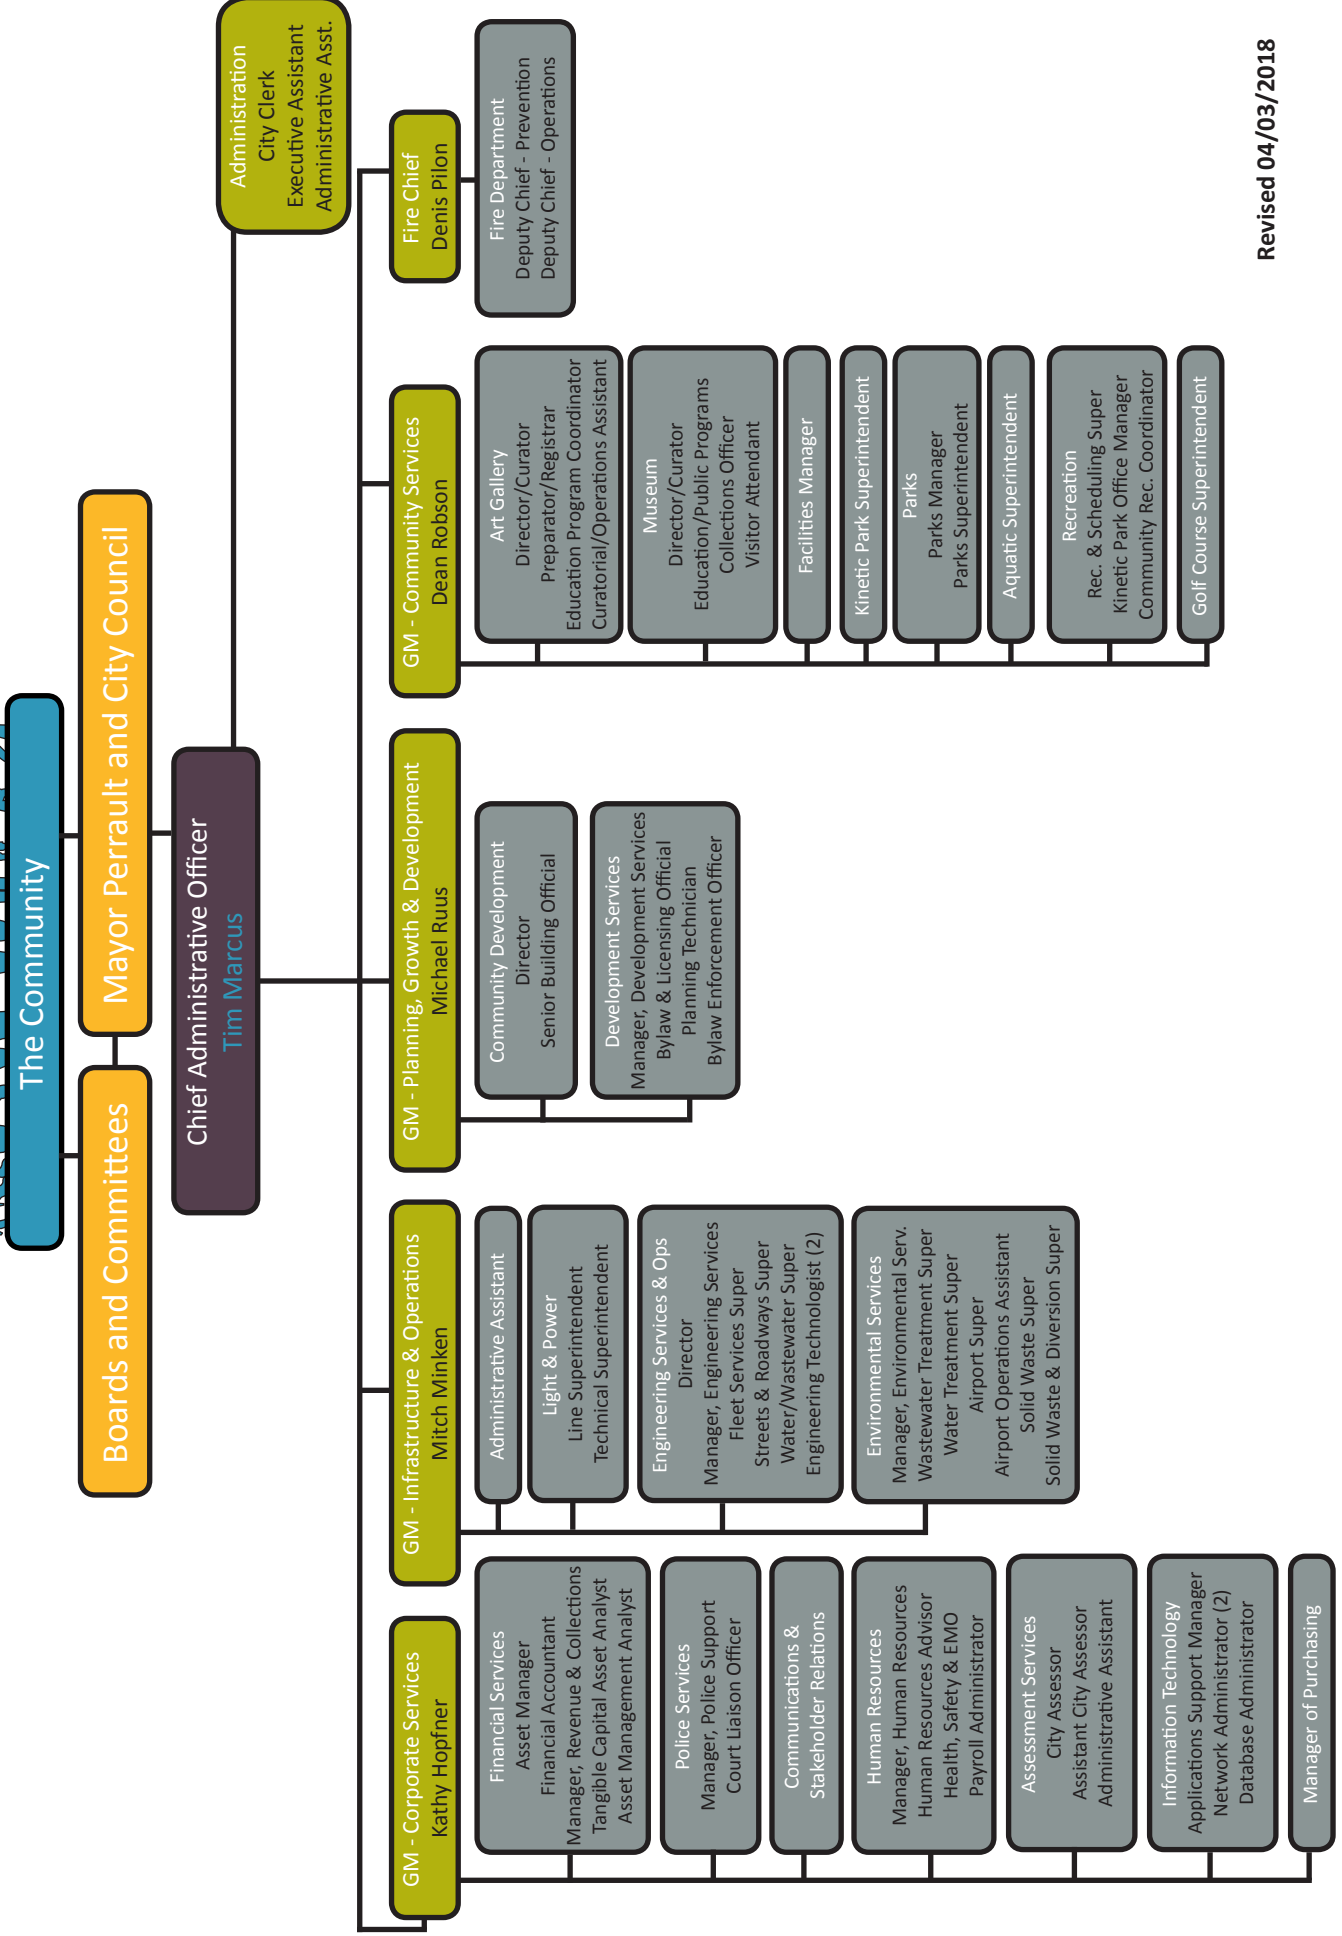 The Community
Boards and Committees
Mayor Perrault and City Council
Chief Administrative Officer
Tim Marcus
Administration
City Clerk
Executive Assistant
Administrative Asst.
GM - Corporate Services
Kathy Hopfner
Financial Services
Asset Manager
Financial Accountant
Manager, Revenue & Collections
Tangible Capital Asset Analyst
Asset Management Analyst
Police Services
Manager, Police Support
Court Liaison Officer
Communications &
Stakeholder Relations
Human Resources
Manager, Human Resources
Human Resources Advisor
Health, Safety & EMO
Payroll Administrator
Assessment Services
City Assessor
Assistant City Assessor
Administrative Assistant
Information Technology
Applications Support Manager
Network Administrator (2)
Database Administrator
Manager of Purchasing
GM - Infrastructure & Operations
Mitch Minken
Administrative Assistant
Light & Power
Line Superintendent
Technical Superintendent
Engineering Services & Ops
Director
Manager, Engineering Services
Fleet Services Super
Streets & Roadways Super
Water/Wastewater Super
Engineering Technologist (2)
Environmental Services
Manager, Environmental Serv.
Wastewater Treatment Super
Water Treatment Super
Airport Super
Airport Operations Assistant
Solid Waste Super
Solid Waste & Diversion Super
GM - Planning, Growth & Development
Michael Ruus
Community Development
Director
Senior Building Official
Development Services
Manager, Development Services
Bylaw & Licensing Official
Planning Technician
Bylaw Enforcement Officer
GM - Community Services
Dean Robson
Art Gallery
Director/Curator
Preparator/Registrar
Education Program Coordinator
Curatorial/Operations Assistant
Museum
Director/Curator
Education/Public Programs
Collections Officer
Visitor Attendant
Facilities Manager
Kinetic Park Superintendent
Parks
Parks Manager
Parks Superintendent
Aquatic Superintendent
Recreation
Rec. & Scheduling Super
Kinetic Park Office Manager
Community Rec. Coordinator
Golf Course Superintendent
Fire Chief
Denis Pilon
Fire Department
Deputy Chief - Prevention
Deputy Chief - Operations
Revised 04/03/2018